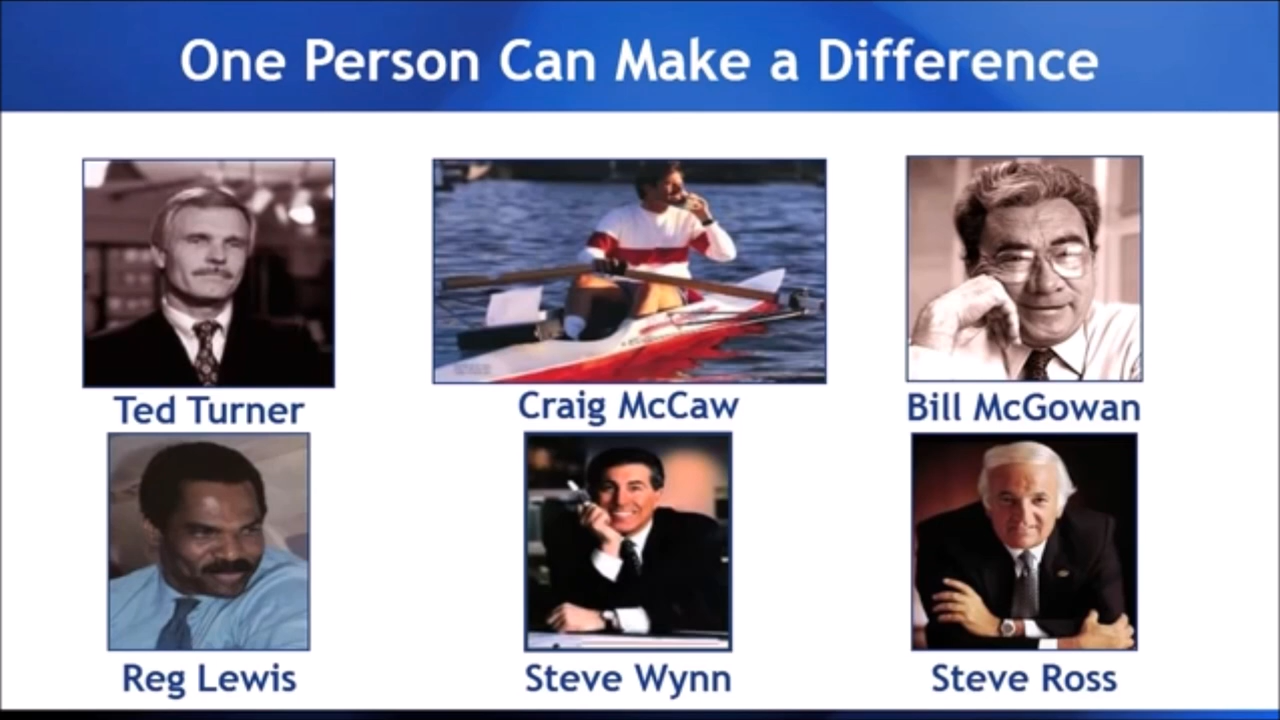 One Person Can Make a Difference
Ted Turner
Craig McCaw
Bill McGowan
Reg Lewis
Steve Wynn
Steve Ross